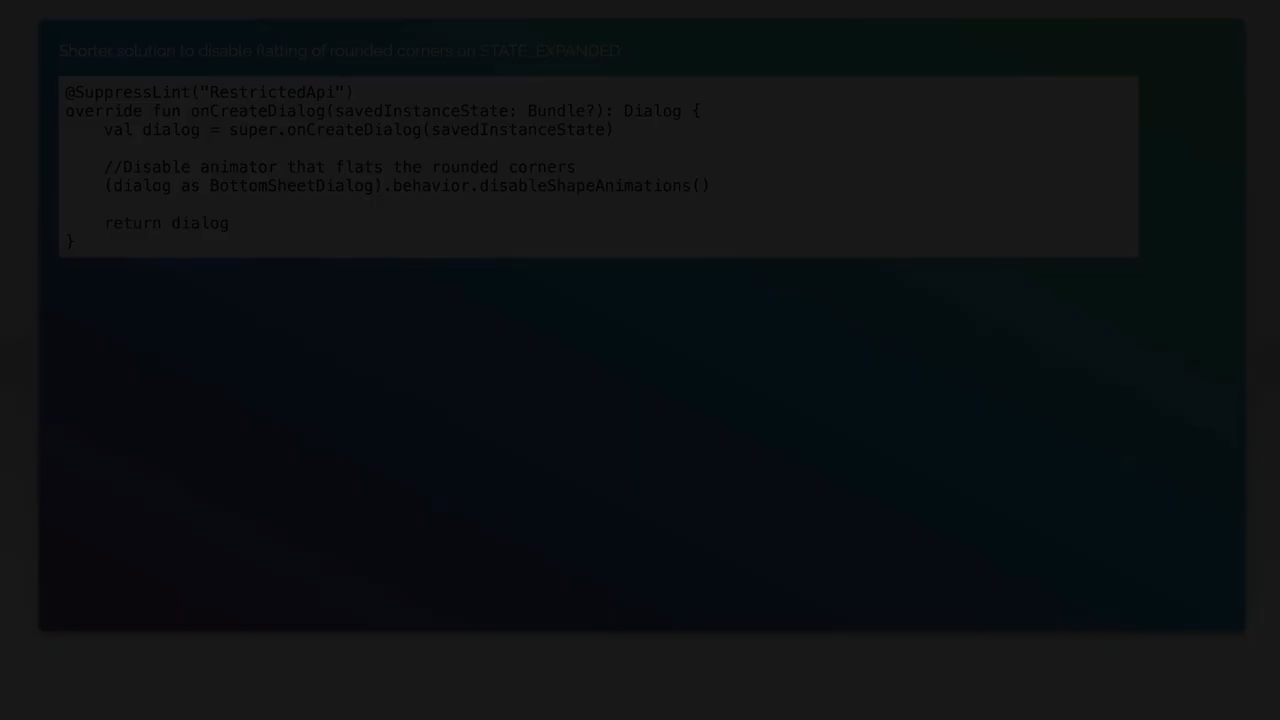 Shorter solution to disable flatting of rounded corners on STATE_EXPANDED
@SuppressLint("RestrictedApi")
override fun onCreateDialog(savedInstanceState: Bundle?): Dialog {
    val dialog = super.onCreateDialog(savedInstanceState)
    //Disable animator that flats the rounded corners
    (dialog as BottomSheetDialog).behavior.disableShapeAnimations()
    return dialog
}